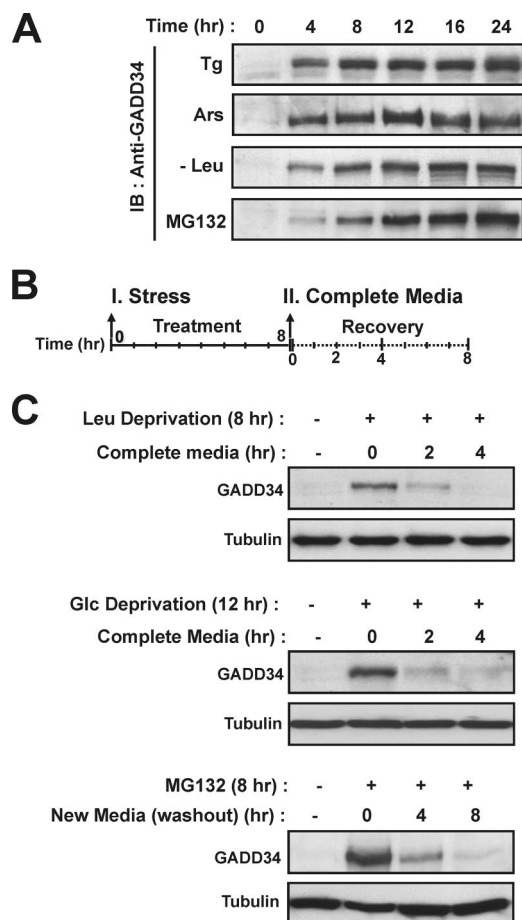 A
Time (hr) 0 4 8 12 16 24
IB : Anti-GADD34
Tg
Ars
- Leu
MG132
B
I. Stress II. Complete Media
Treatment Recovery
Time (hr) 0 8 0 2 4 8
C
Leu Deprivation (8 hr) : - + + +
Complete media (hr) : - 0 2 4
GADD34
Tubulin
Glc Deprivation (12 hr) : - + + +
Complete Media (hr) : - 0 2 4
GADD34
Tubulin
MG132 (8 hr) : - + + +
New Media (washout) (hr) : - 0 4 8
GADD34
Tubulin